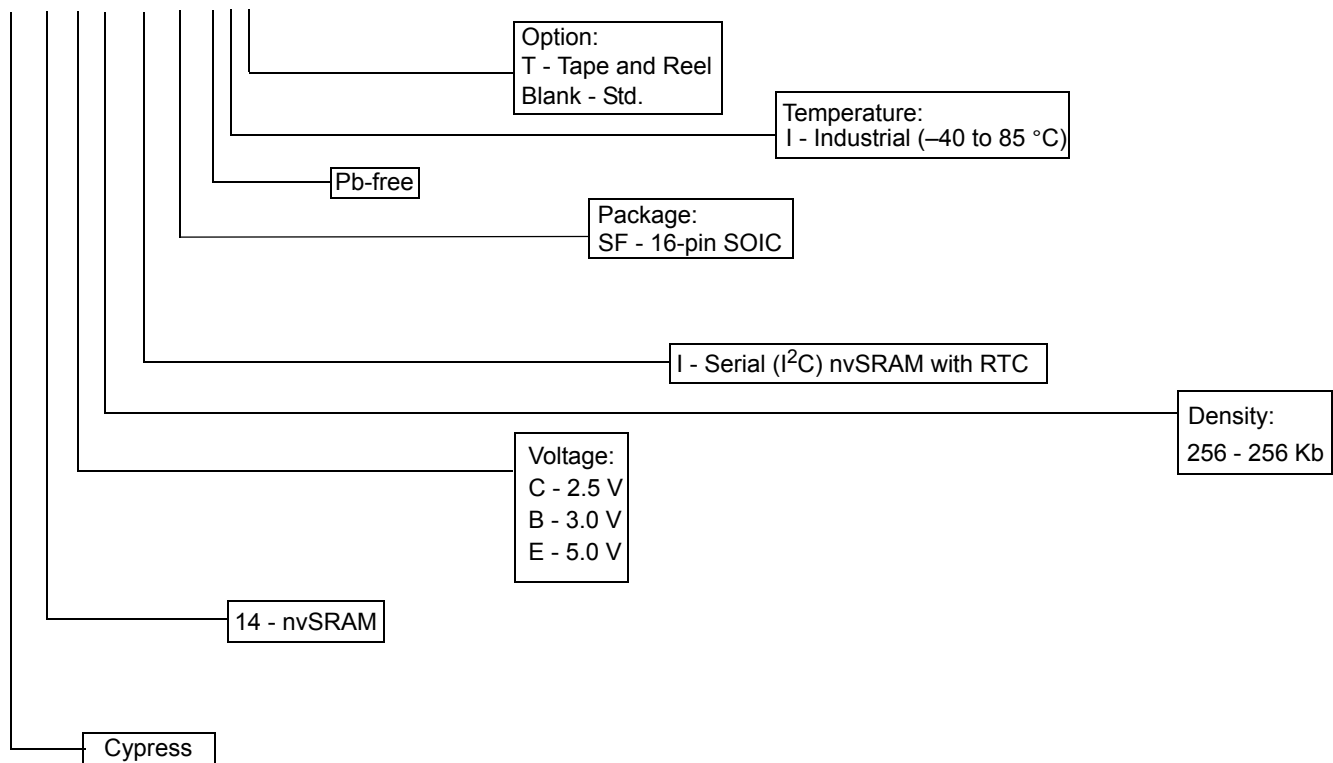 Option:
T - Tape and Reel
Blank - Std.
Temperature:
I - Industrial (–40 to 85 °C)
Pb-free
Package:
SF - 16-pin SOIC
I - Serial (I²C) nvSRAM with RTC
Density:
256 - 256 Kb
Voltage:
C - 2.5 V
B - 3.0 V
E - 5.0 V
14 - nvSRAM
Cypress